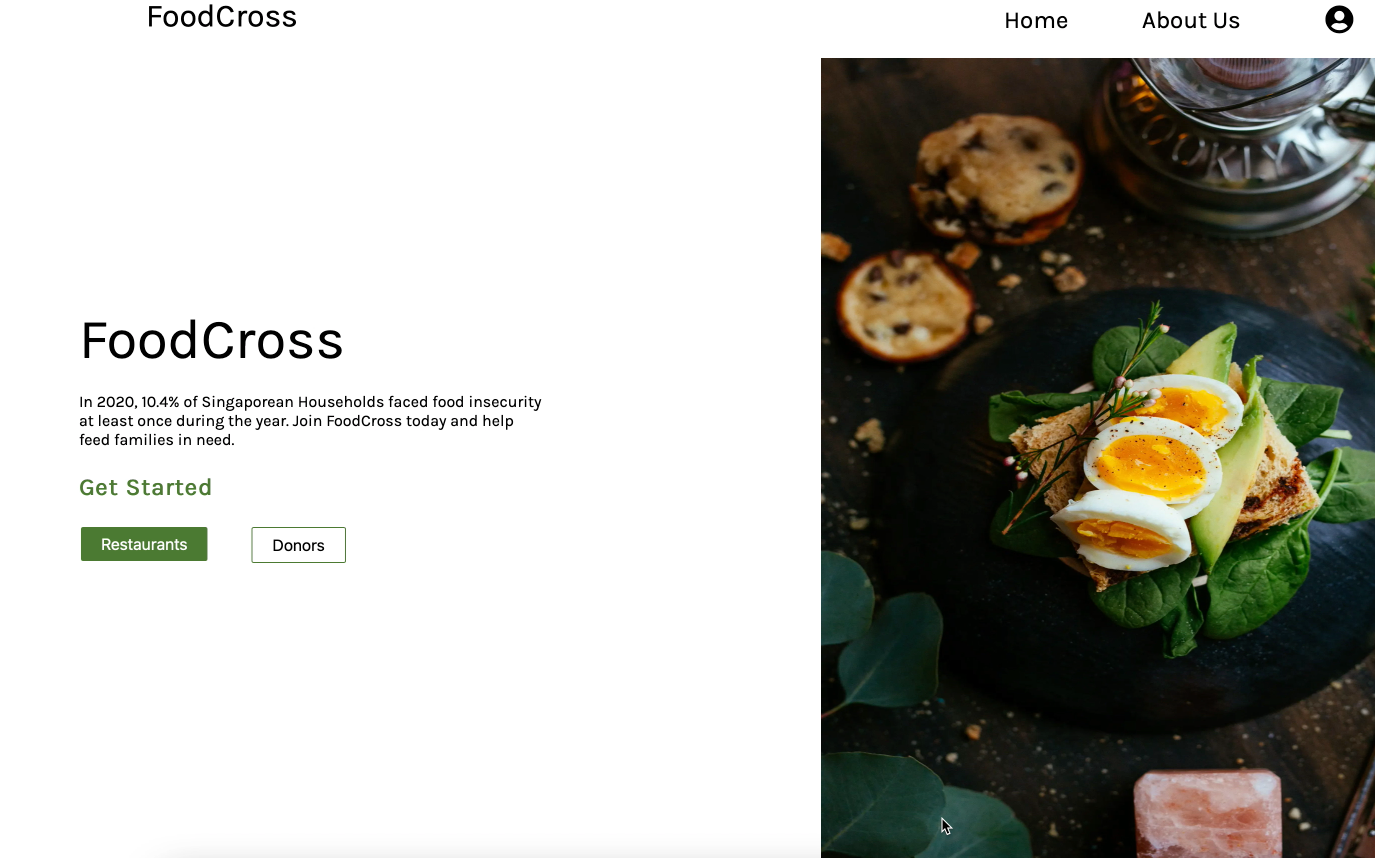 FoodCross
Home
About Us
OOKLYN
FoodCross
In 2020, 10.4% of Singaporean Households faced food insecurity
at least once during the year. Join FoodCross today and help
feed families in need.
Get Started
Restaurants
Donors